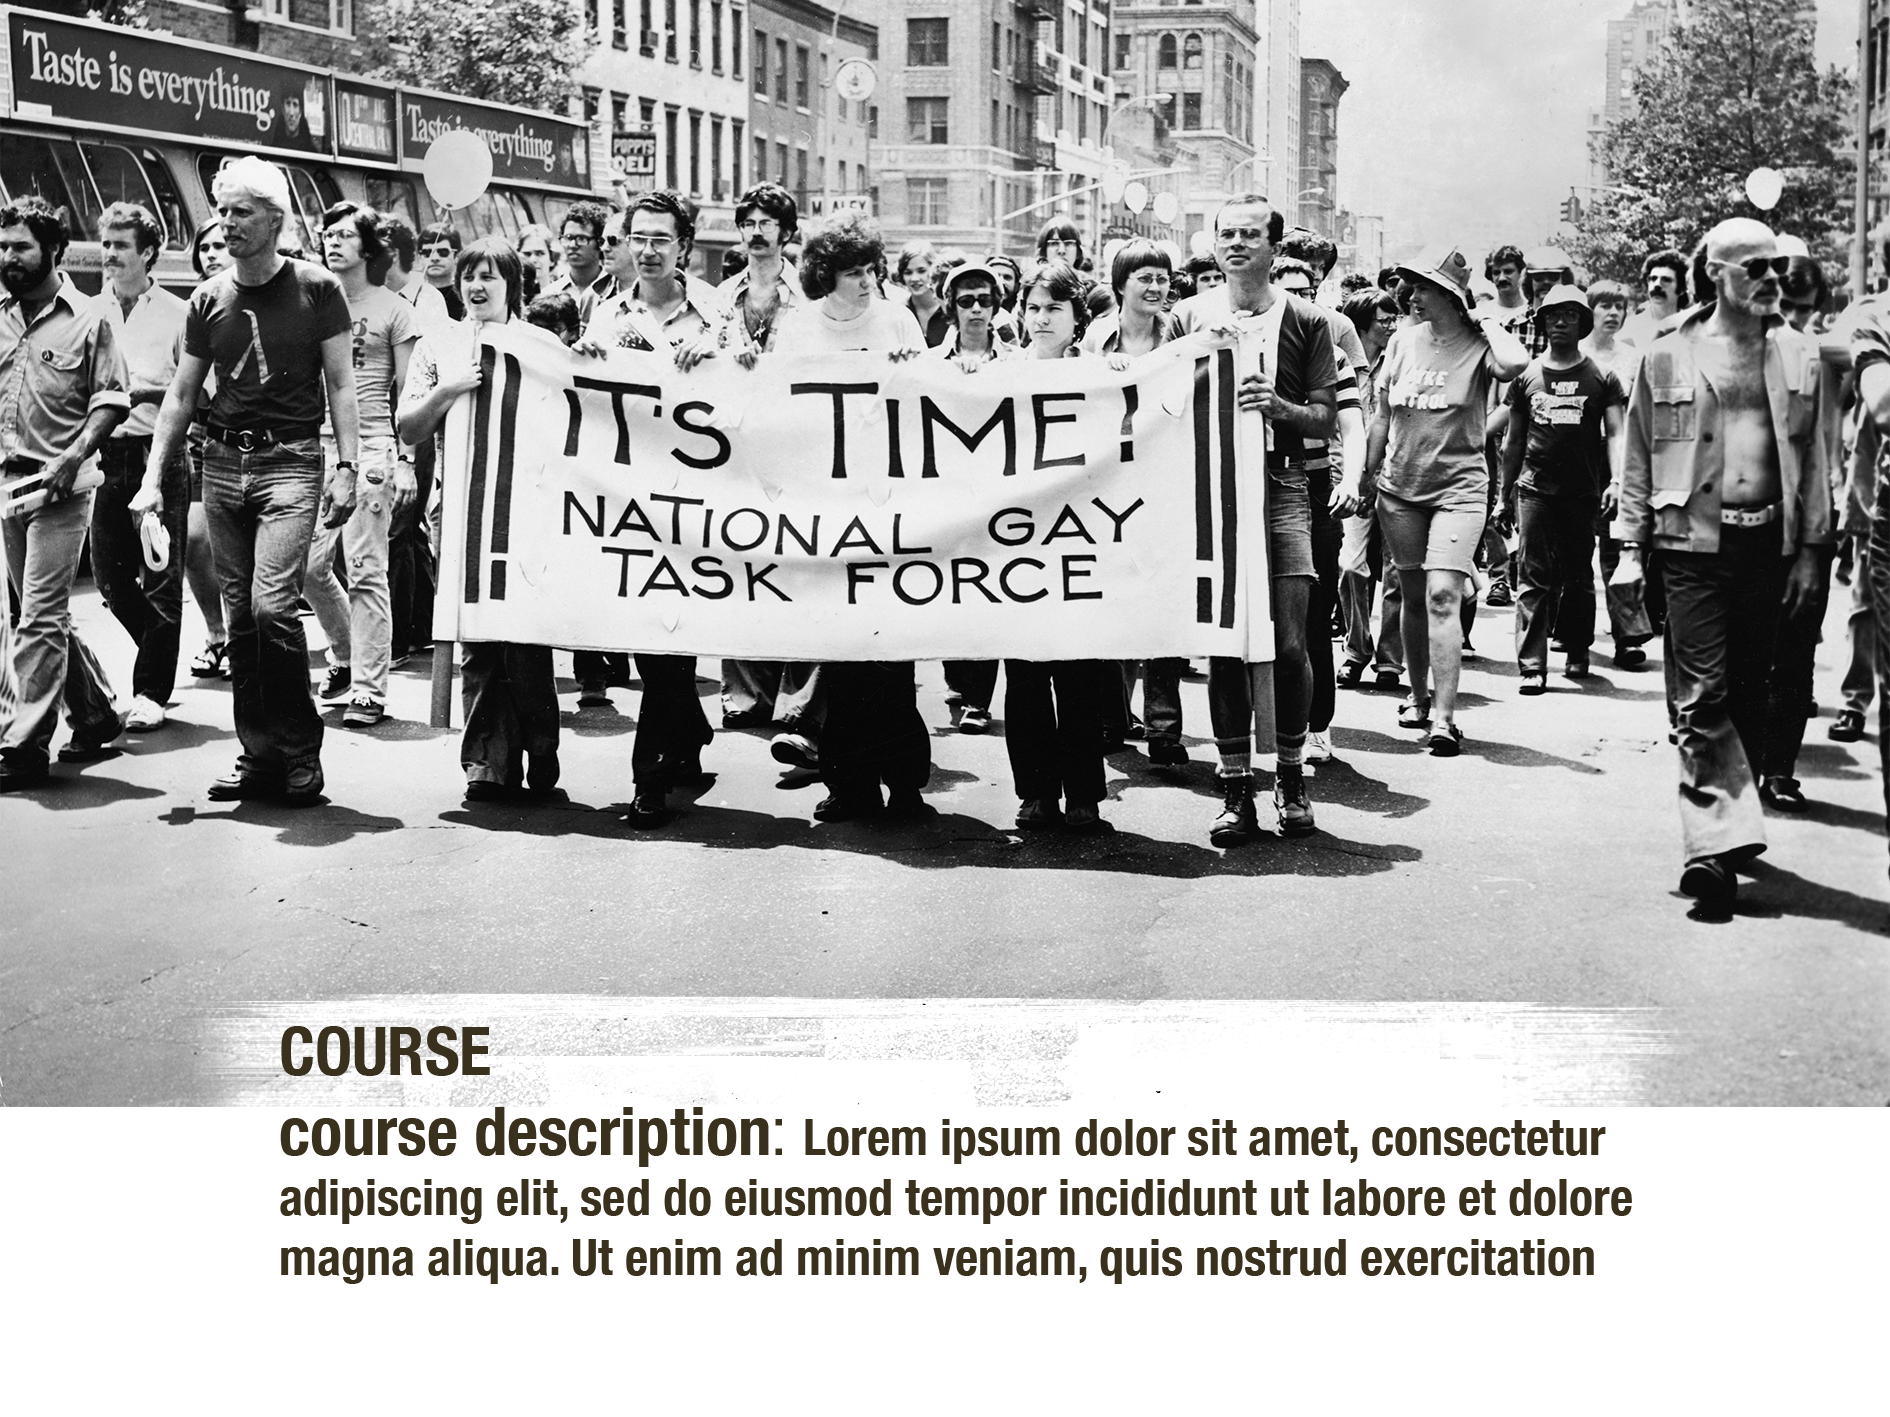 Taste is everything.
Taste is everything.
POPPYS
DELI
IT'S TIME!
NATIONAL GAY
TASK FORCE
COURSE
course description: Lorem ipsum dolor sit amet, consectetur
adipiscing elit, sed do eiusmod tempor incididunt ut labore et dolore
magna aliqua. Ut enim ad minim veniam, quis nostrud exercitation